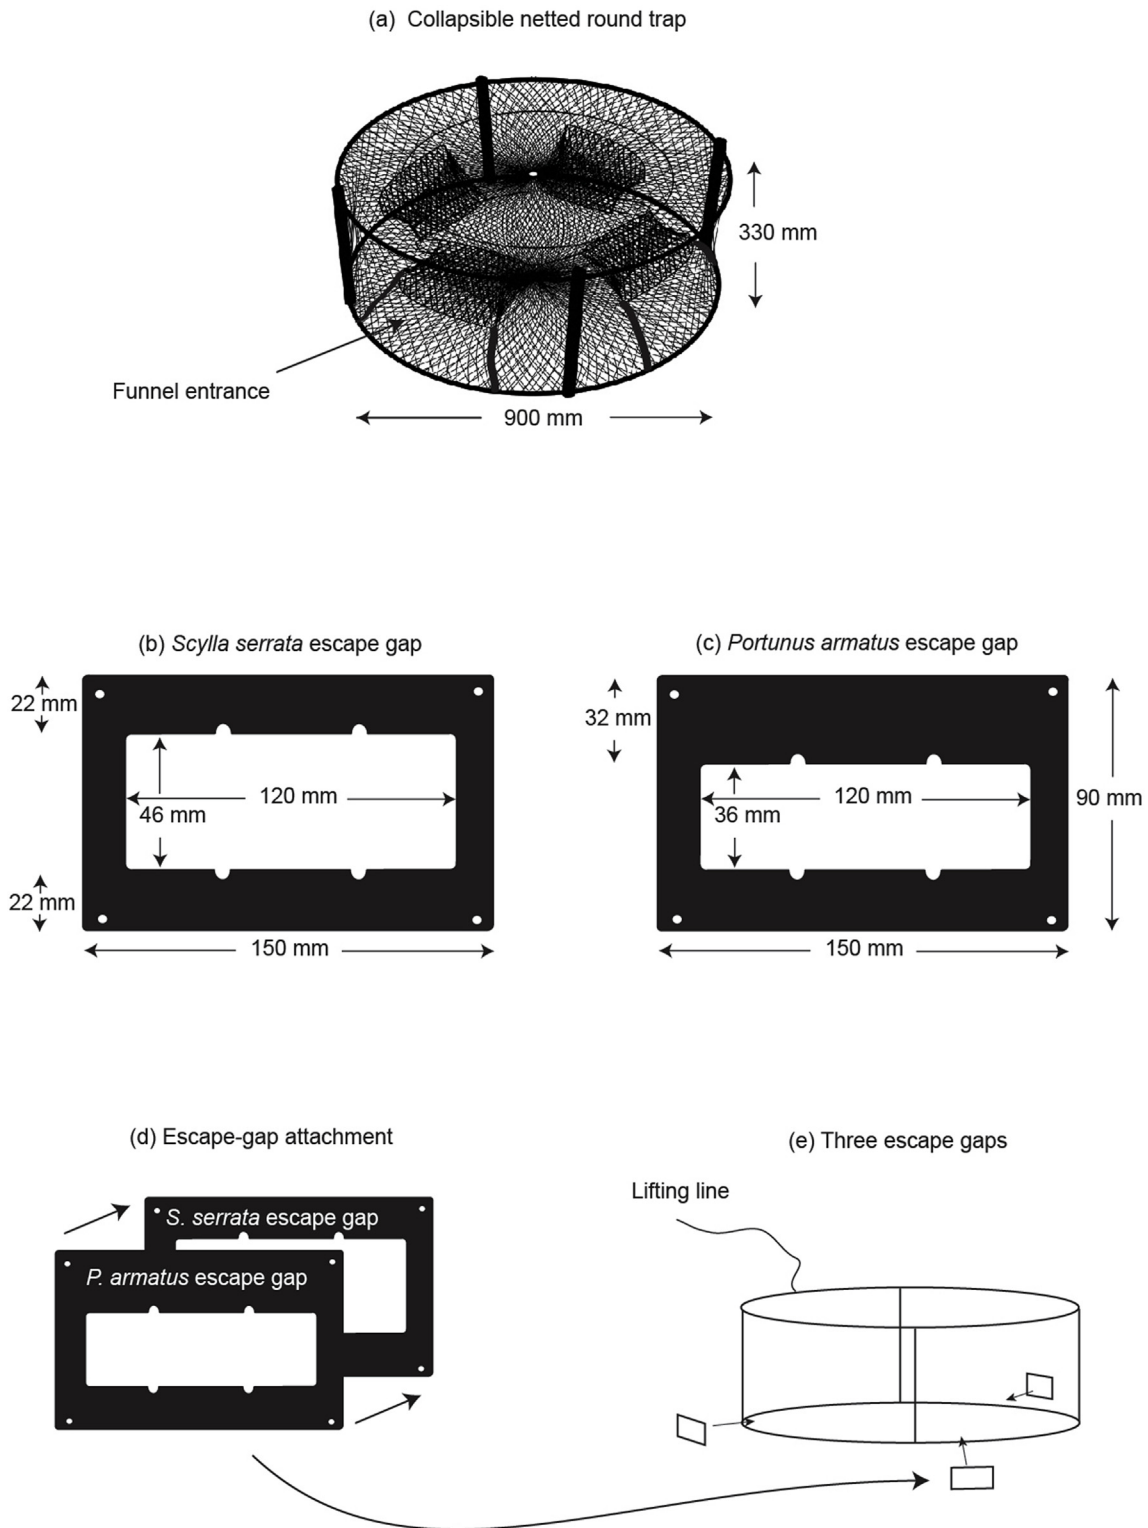 (a) Collapsible netted round trap
330 mm
Funnel entrance
900 mm
(b) Scylla serrata escape gap
22 mm
120 mm
46 mm
22 mm
150 mm
(c) Portunus armatus escape gap
32 mm
120 mm
36 mm
90 mm
150 mm
(d) Escape-gap attachment
S. serrata escape gap
P. armatus escape gap
(e) Three escape gaps
Lifting line